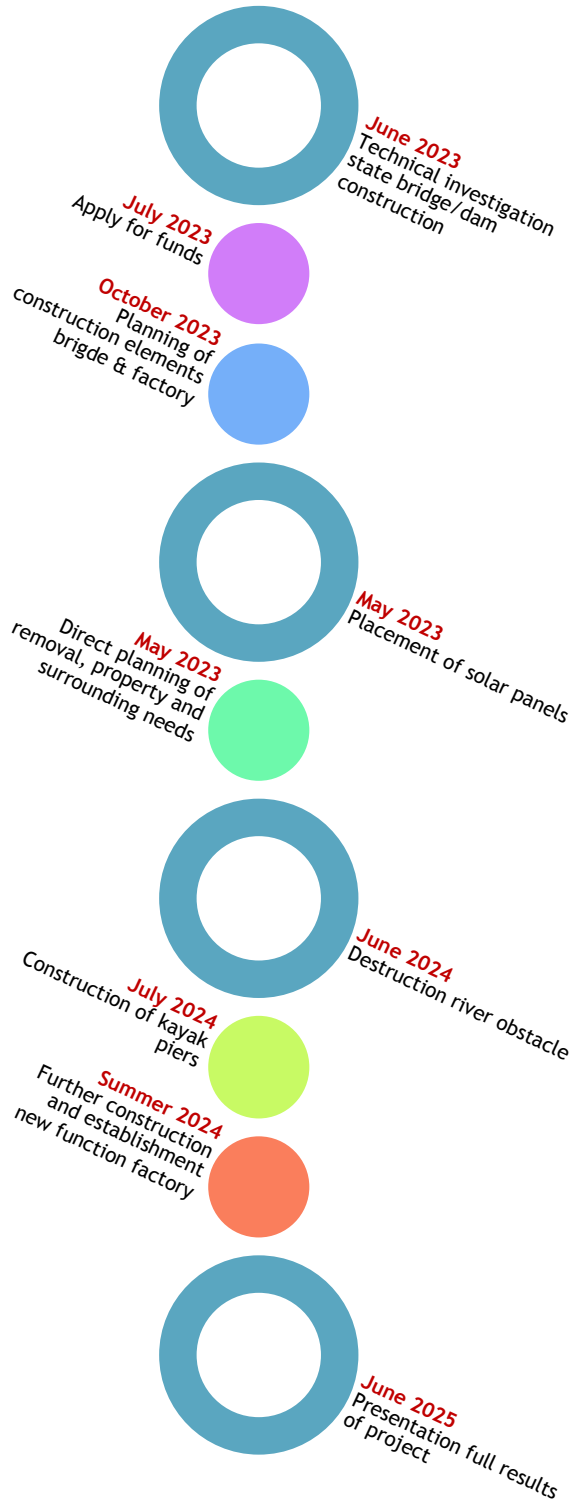 June 2023
Technical investigation
state bridge/dam
construction
July 2023
Apply for funds
October 2023
Planning of
construction elements
brigde & factory
May 2023
Placement of solar panels
May 2023
Direct planning of
removal, property and
surrounding needs
June 2024
Destruction river obstacle
July 2024
Construction of kayak
piers
Summer 2024
Further construction
and establishment
new function factory
June 2025
Presentation full results
of project